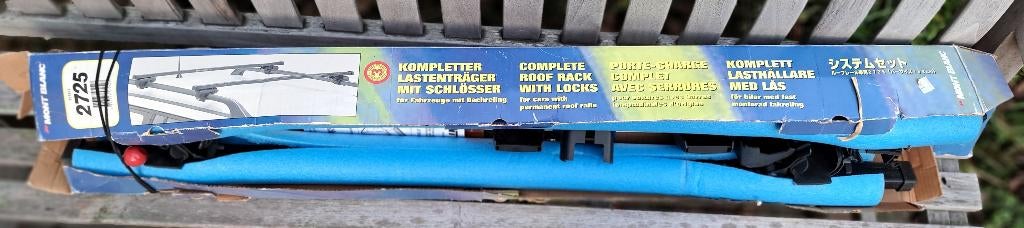 MONT BLANC
2725
KOMPLETTER
LASTENTRÄGER
MIT SCHLÖSSER
für Fahrzeuge mit Dachreling
COMPLETE
ROOF RACK
WITH LOCKS
for cars with
permanent roof rails
PORTE-CHARGE
COMPLET
AVEC SERRURES
KOMPLETT
LASTHÅLLARE
MED LÅS
för bilar med fast
monterad takreling
システムセット
MONT BLANC